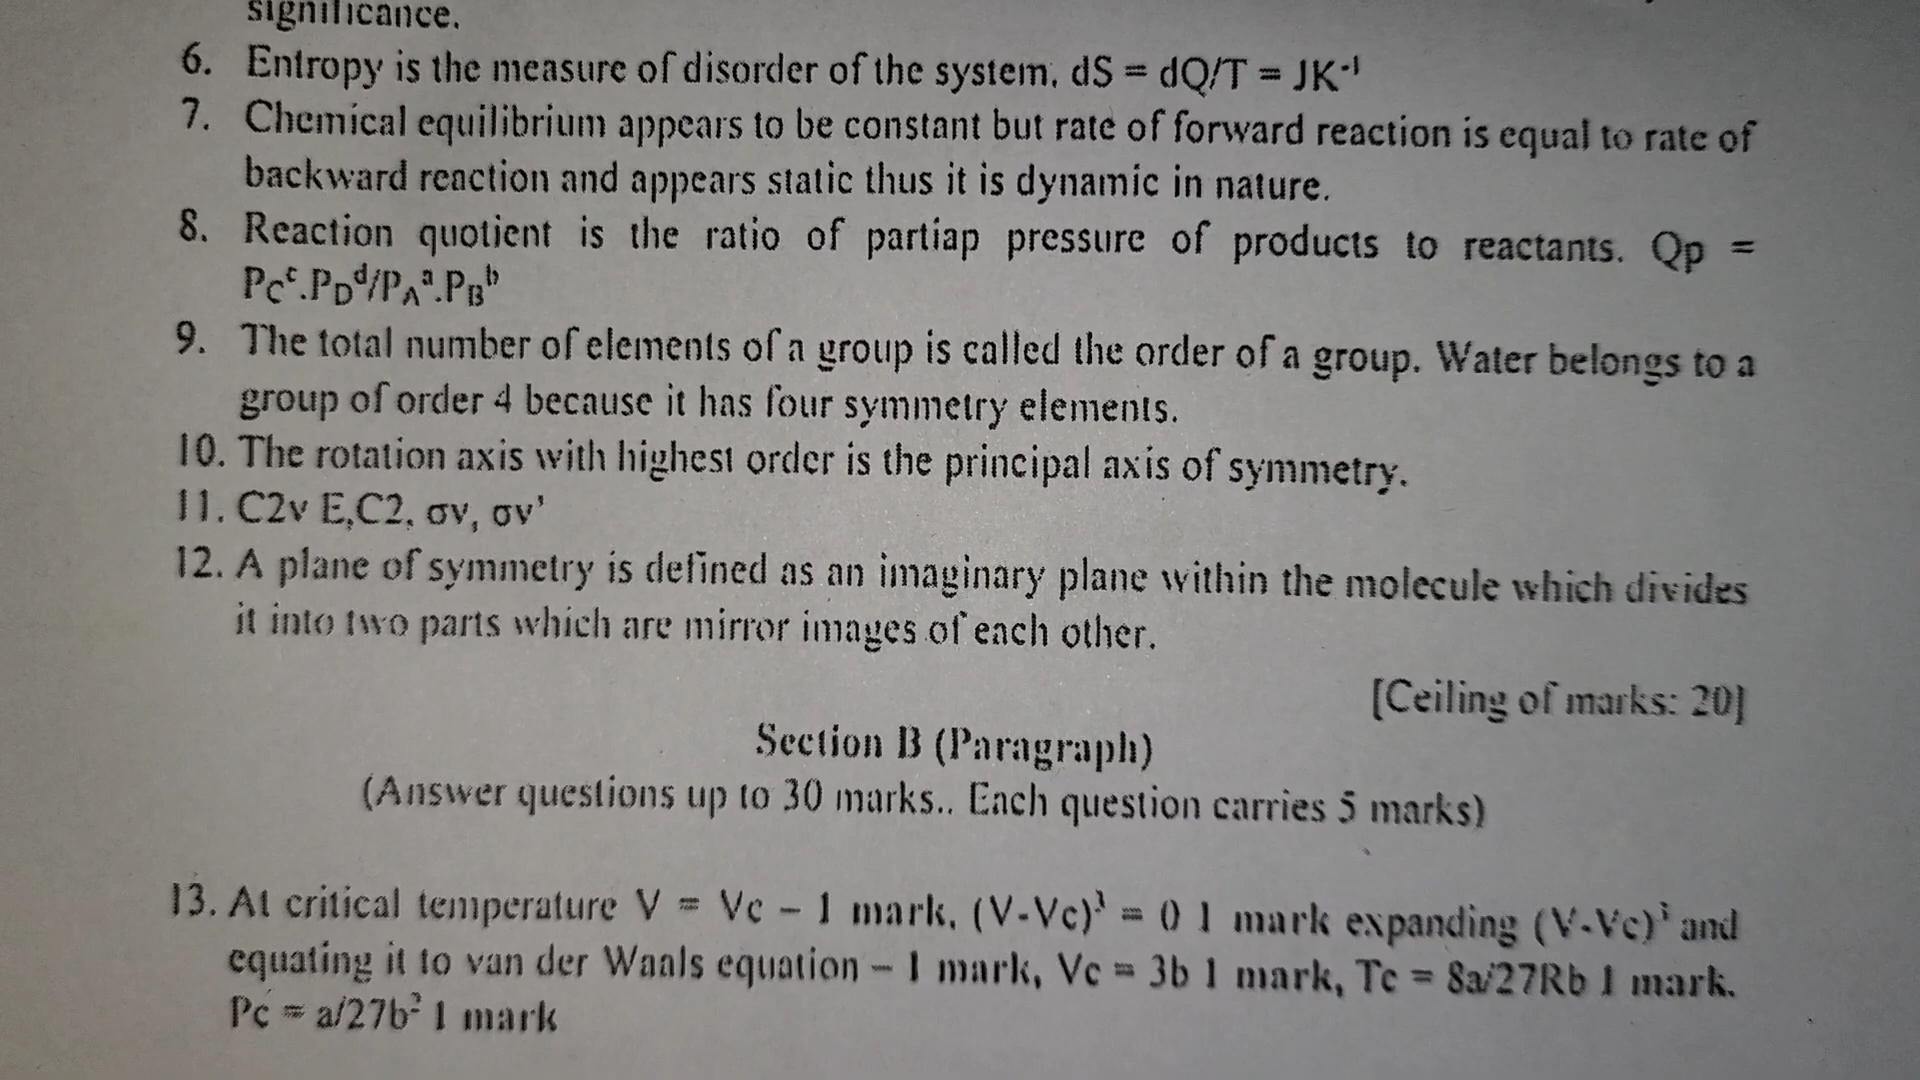 significance.
6. Entropy is the measure of disorder of the system. dS = dQ/T = JK⁻¹
7. Chemical equilibrium appears to be constant but rate of forward reaction is equal to rate of
backward reaction and appears static thus it is dynamic in nature.
8. Reaction quotient is the ratio of partiap pressure of products to reactants. Qp =
P_C^c.P_D^d/P_A^a.P_B^b
9. The total number of elements of a group is called the order of a group. Water belongs to a
group of order 4 because it has four symmetry elements.
10. The rotation axis with highest order is the principal axis of symmetry.
11. C2v E,C2, σv, σv'
12. A plane of symmetry is defined as an imaginary plane within the molecule which divides
it into two parts which are mirror images of each other.
[Ceiling of marks: 20]
Section B (Paragraph)
(Answer questions up to 30 marks.. Each question carries 5 marks)
13. At critical temperature V = Vc – 1 mark, (V-Vc)³ = 0 1 mark expanding (V-Vc)³ and
equating it to van der Waals equation – 1 mark, Vc = 3b 1 mark, Tc = 8a/27Rb 1 mark.
Pc = a/27b² 1 mark